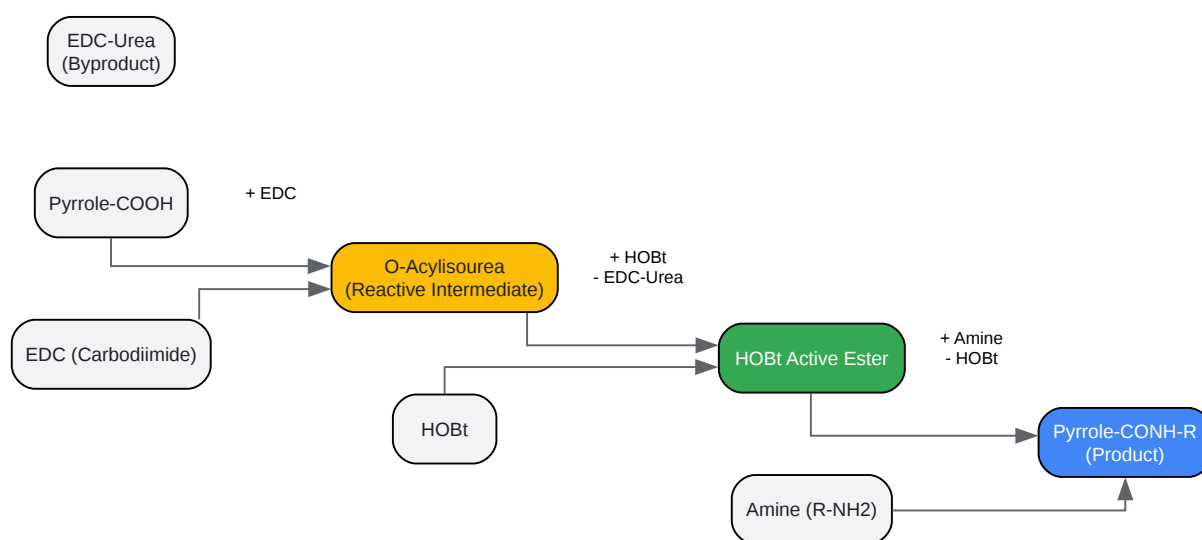 EDC-Urea
(Byproduct)
Pyrrole-COOH
+ EDC
O-Acylisourea
(Reactive Intermediate)
+ HOBt
- EDC-Urea
EDC (Carbodiimide)
HOBt Active Ester
+ Amine
- HOBt
HOBt
Pyrrole-CONH-R
(Product)
Amine (R-NH2)